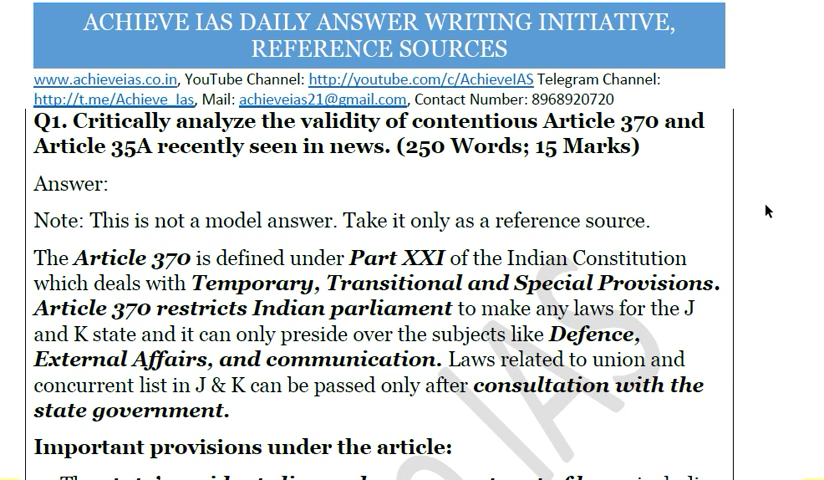 ACHIEVE IAS DAILY ANSWER WRITING INITIATIVE,
REFERENCE SOURCES
www.achieveias.co.in, YouTube Channel: http://youtube.com/c/AchieveIAS Telegram Channel:
http://t.me/Achieve_Ias, Mail: achieveias21@gmail.com, Contact Number: 8968920720
Q1. Critically analyze the validity of contentious Article 370 and
Article 35A recently seen in news. (250 Words; 15 Marks)
Answer:
Note: This is not a model answer. Take it only as a reference source.
The Article 370 is defined under Part XXI of the Indian Constitution
which deals with Temporary, Transitional and Special Provisions.
Article 370 restricts Indian parliament to make any laws for the J
and K state and it can only preside over the subjects like Defence,
External Affairs, and communication. Laws related to union and
concurrent list in J & K can be passed only after consultation with the
state government.
Important provisions under the article:
IAS